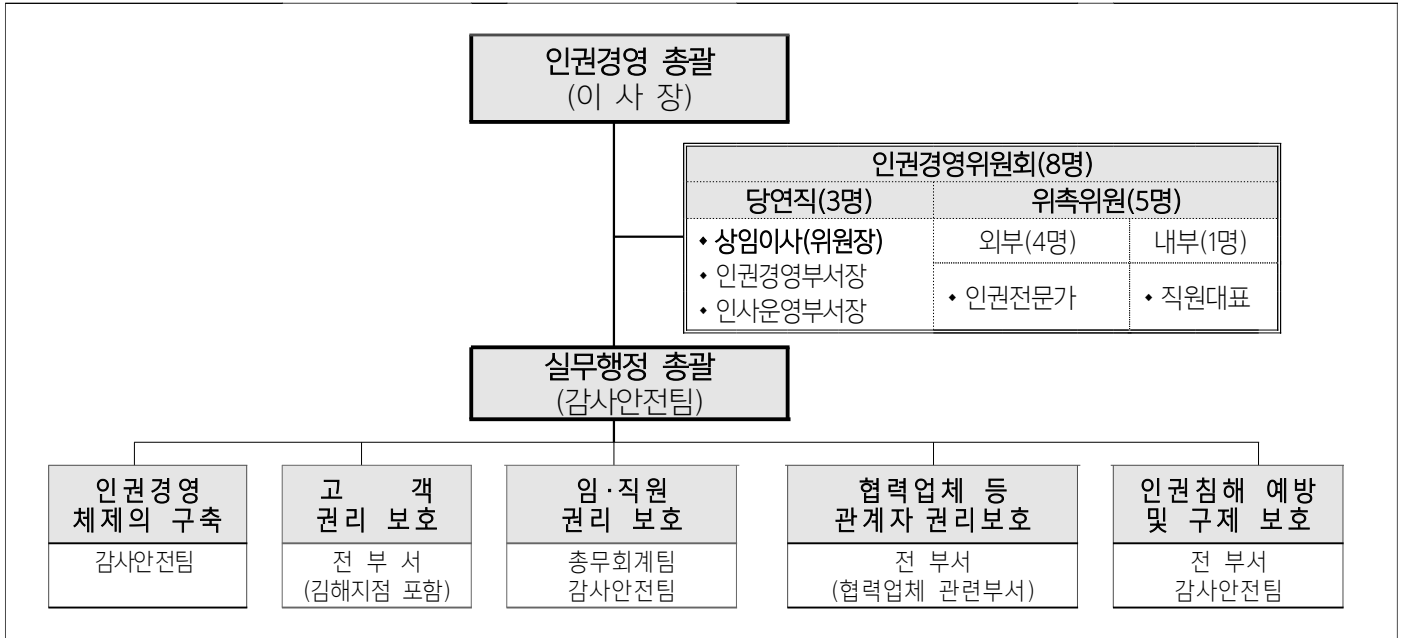 인권경영 총괄
(이 사 장)
인권경영위원회(8명)
당연직(3명)
위촉위원(5명)
◆ 상임이사(위원장)
◆ 인권경영부서장
◆ 인사운영부서장
외부(4명)
내부(1명)
◆ 인권전문가
◆ 직원대표
실무행정 총괄
(감사안전팀)
인권경영
체제의 구축
감사안전팀
고 객
권리 보호
전 부 서
(김해지점 포함)
임·직원
권리 보호
총무회계팀
감사안전팀
협력업체 등
관계자 권리보호
전 부서
(협력업체 관련부서)
인권침해 예방
및 구제 보호
전 부서
감사안전팀